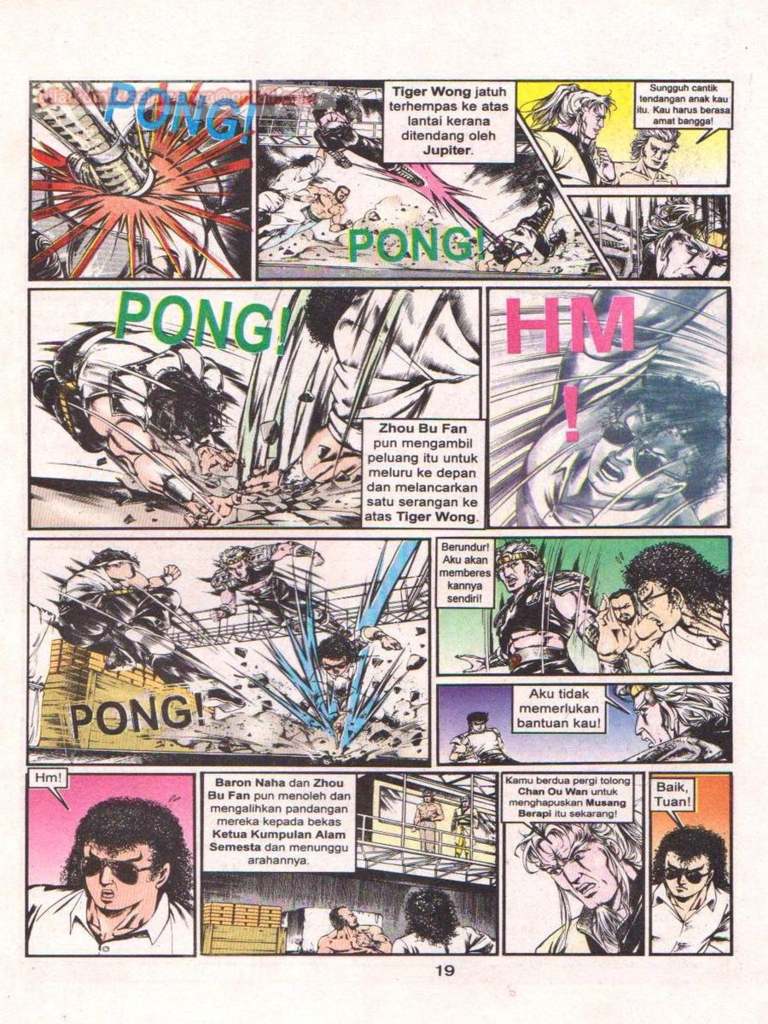 PONG!
Tiger Wong jatuh
terhempas ke atas
lantai kerana
ditendang oleh
Jupiter.
PONG!
Sungguh cantik
tendangan anak kau
itu. Kau harus berasa
amat bangga!
PONG!
Zhou Bu Fan
pun mengambil
peluang itu untuk
meluru ke depan
dan melancarkan
satu serangan ke
atas Tiger Wong.
HM
!
PONG!
Berundur!
Aku akan
memberes
kannya
sendiri!
Aku tidak
memerlukan
bantuan kau!
Hm!
Baron Naha dan Zhou
Bu Fan pun menoleh dan
mengalihkan pandangan
mereka kepada bekas
Ketua Kumpulan Alam
Semesta dan menunggu
arahannya.
Kamu berdua pergi tolong
Chan Ou Wan untuk
menghapuskan Musang
Berapi itu sekarang!
Baik,
Tuan!
19